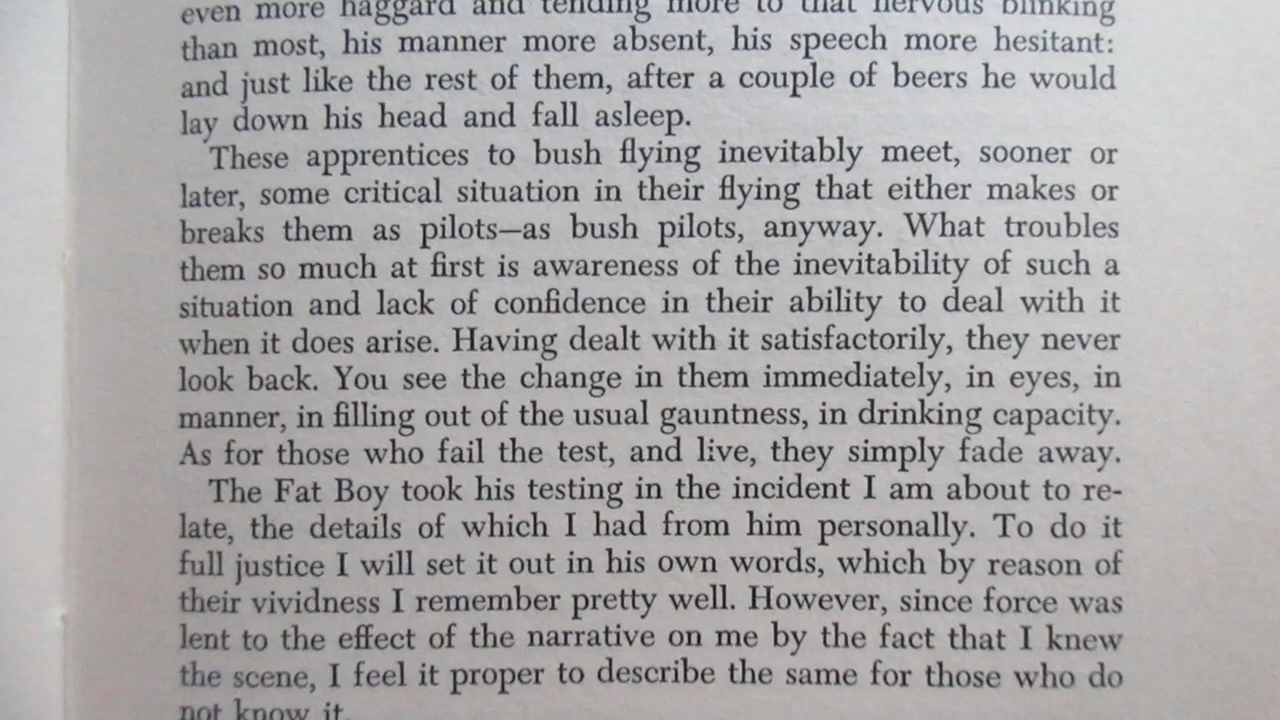 even more haggard and tending more to that nervous blinking
than most, his manner more absent, his speech more hesitant:
and just like the rest of them, after a couple of beers he would
lay down his head and fall asleep.
These apprentices to bush flying inevitably meet, sooner or
later, some critical situation in their flying that either makes or
breaks them as pilots—as bush pilots, anyway. What troubles
them so much at first is awareness of the inevitability of such a
situation and lack of confidence in their ability to deal with it
when it does arise. Having dealt with it satisfactorily, they never
look back. You see the change in them immediately, in eyes, in
manner, in filling out of the usual gauntness, in drinking capacity.
As for those who fail the test, and live, they simply fade away.
The Fat Boy took his testing in the incident I am about to re-
late, the details of which I had from him personally. To do it
full justice I will set it out in his own words, which by reason of
their vividness I remember pretty well. However, since force was
lent to the effect of the narrative on me by the fact that I knew
the scene, I feel it proper to describe the same for those who do
not know it.